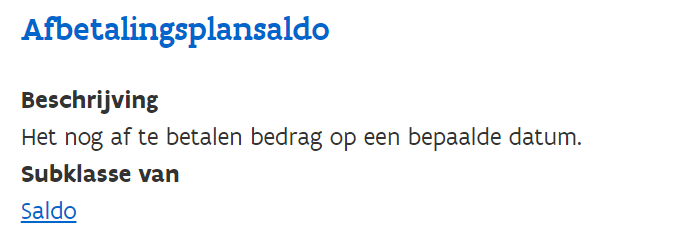 Afbetalingsplansaldo
Beschrijving
Het nog af te betalen bedrag op een bepaalde datum.
Subklasse van
Saldo